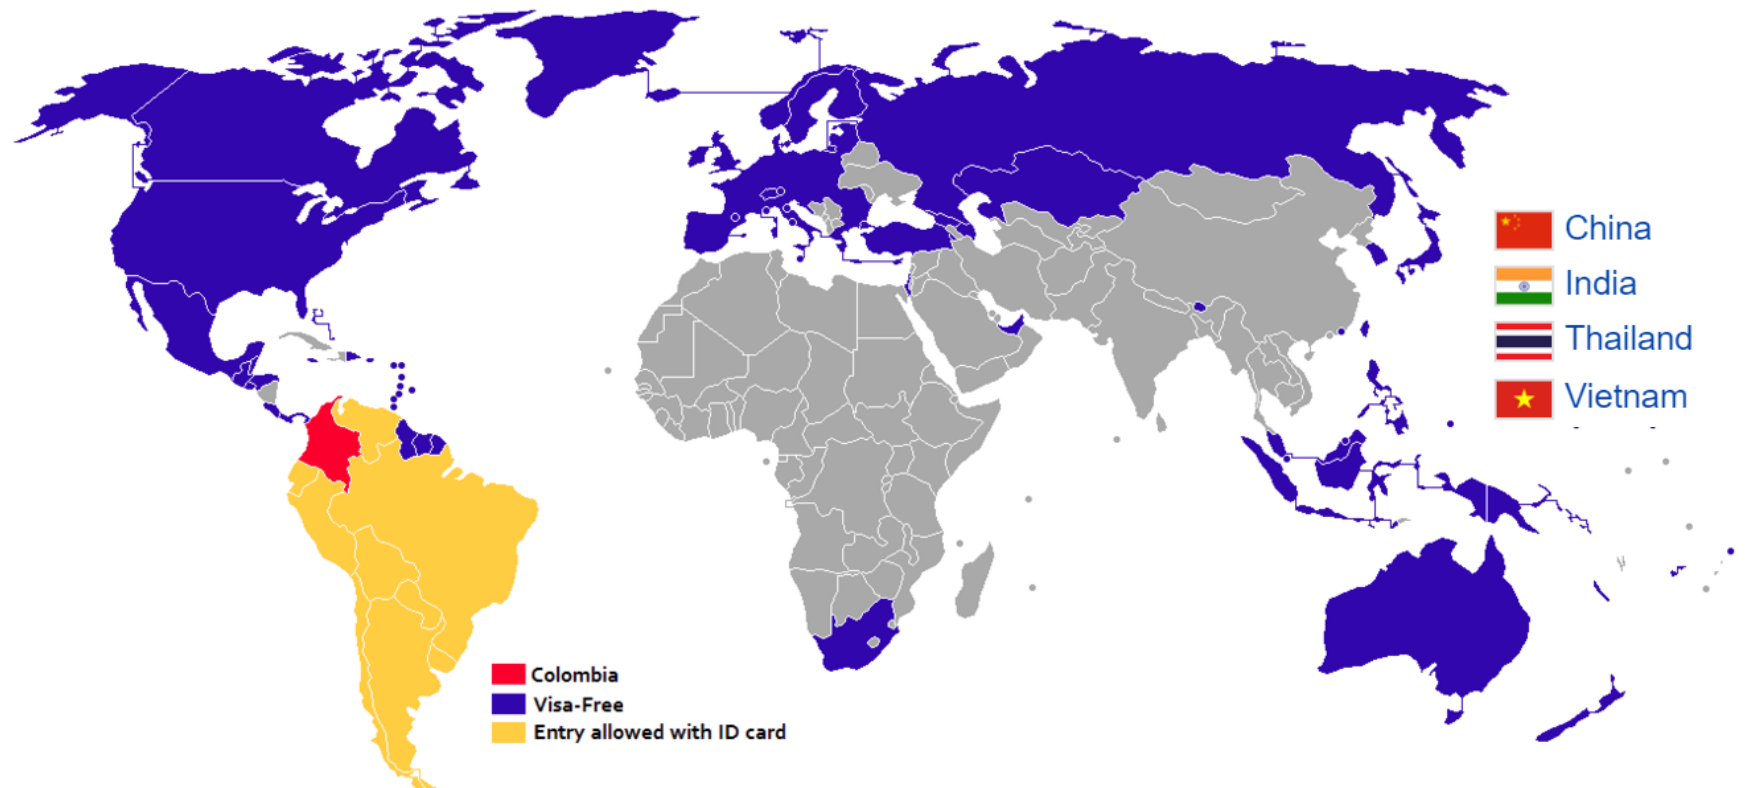 China
India
Thailand
Vietnam
Colombia
Visa-Free
Entry allowed with ID card